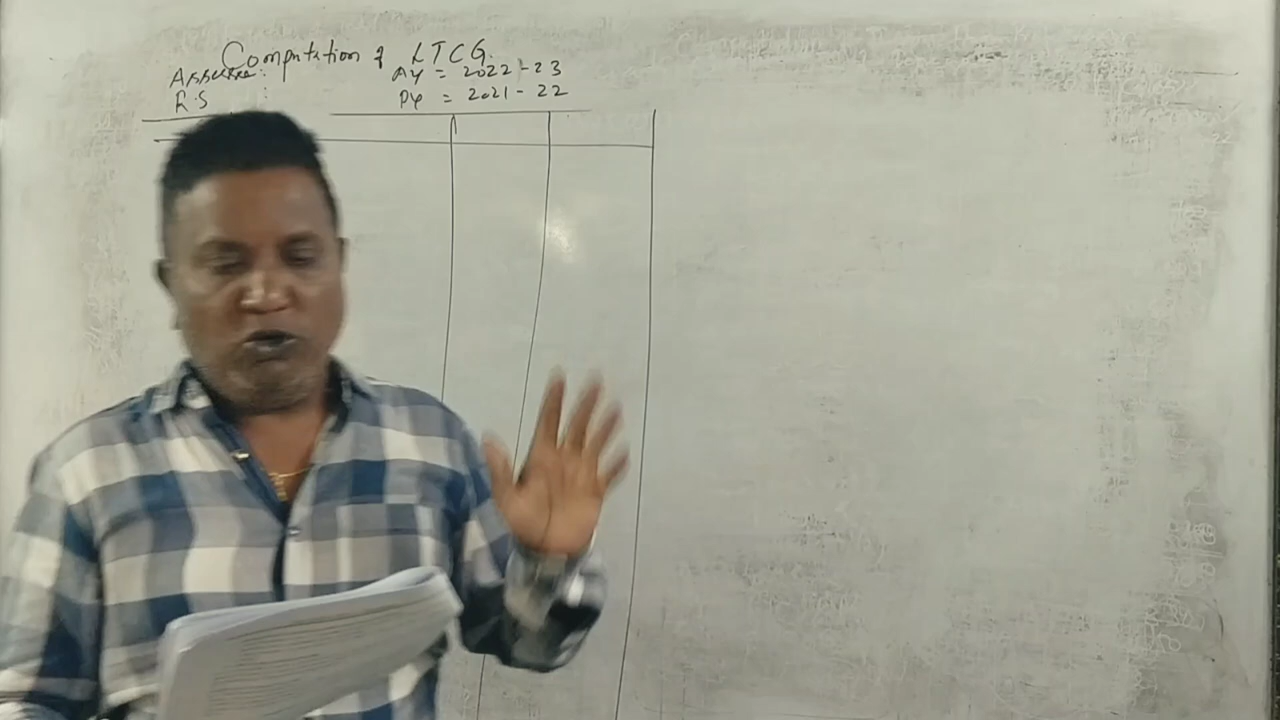 Computation of LTCG.
Assessee: AY = 2022-23
R.S : PY = 2021-22